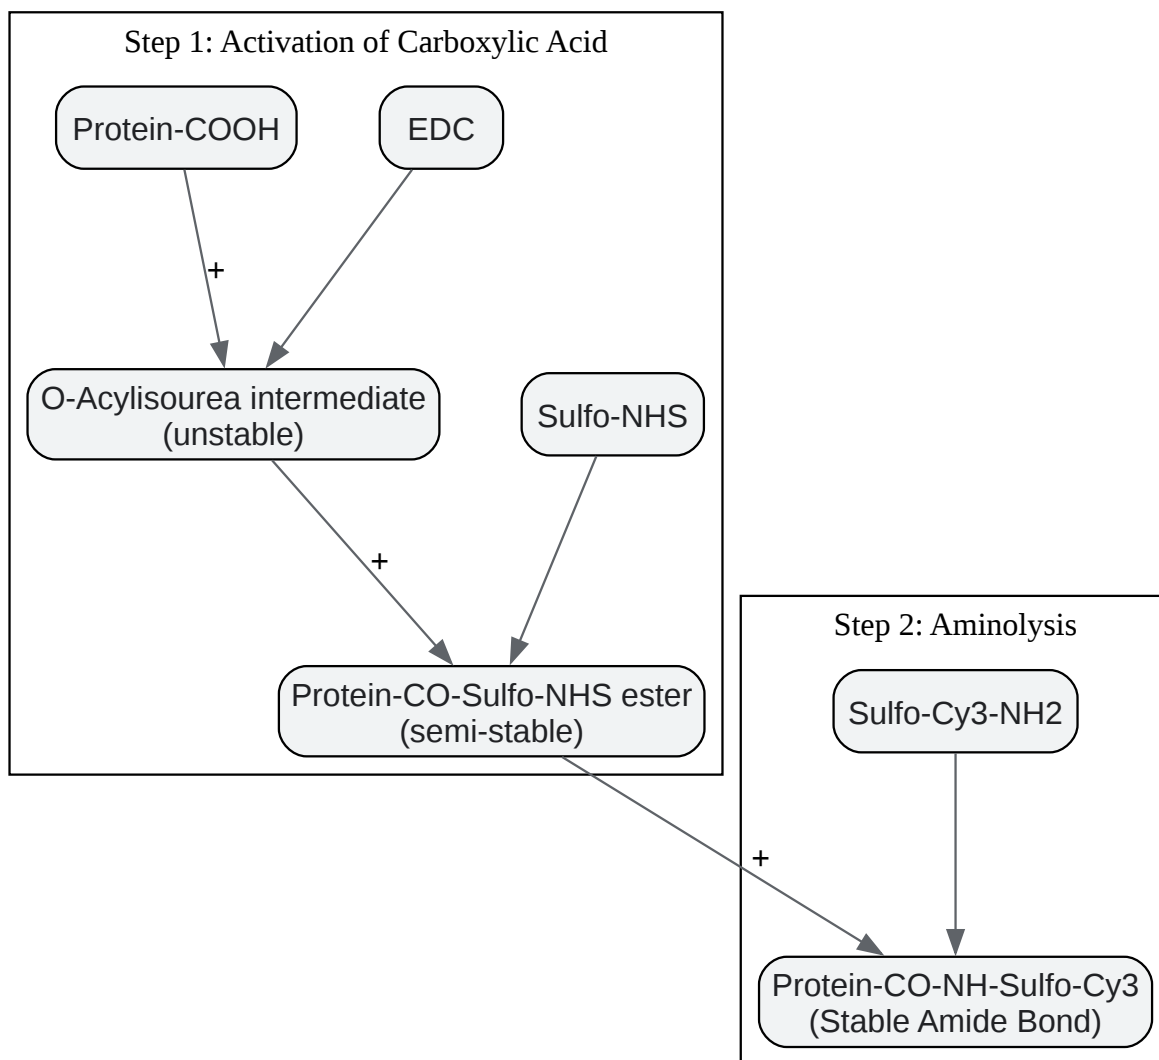 Step 1: Activation of Carboxylic Acid
Protein-COOH
EDC
+
O-Acylisourea intermediate
(unstable)
Sulfo-NHS
+
Protein-CO-Sulfo-NHS ester
(semi-stable)
Step 2: Aminolysis
Sulfo-Cy3-NH2
+
Protein-CO-NH-Sulfo-Cy3
(Stable Amide Bond)